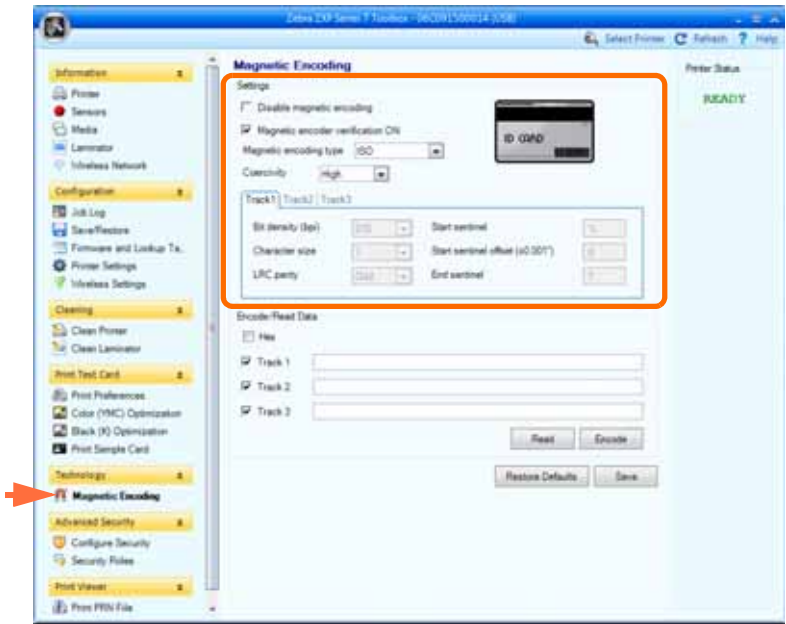 Zebra ZXP Series 7 Toolbox - 06C091500014 (USB)
Select Printer Refresh ? Help
Information
Printer
Sensors
Media
Laminator
Wireless Network
Configuration
Job Log
Save/Restore
Firmware and Lookup Ta..
Printer Settings
Wireless Settings
Cleaning
Clean Printer
Clean Laminator
Print Test Card
Print Preferences
Color (YMC) Optimization
Black (K) Optimization
Print Sample Card
Technology
Magnetic Encoding
Advanced Security
Configure Security
Security Roles
Print Viewer
Print PRN File
Magnetic Encoding
Settings
Disable magnetic encoding
Magnetic encoder verification ON
Magnetic encoding type ISO
Coercivity High
ID CARD
Track1 Track2 Track3
Bit density (bpi)
Start sentinel %
Character size
Start sentinel offset (±0.001")
LRC parity
End sentinel ?
Encode/Read Data
Hex
Track 1
Track 2
Track 3
Read Encode
Restore Defaults Save
Printer Status
READY